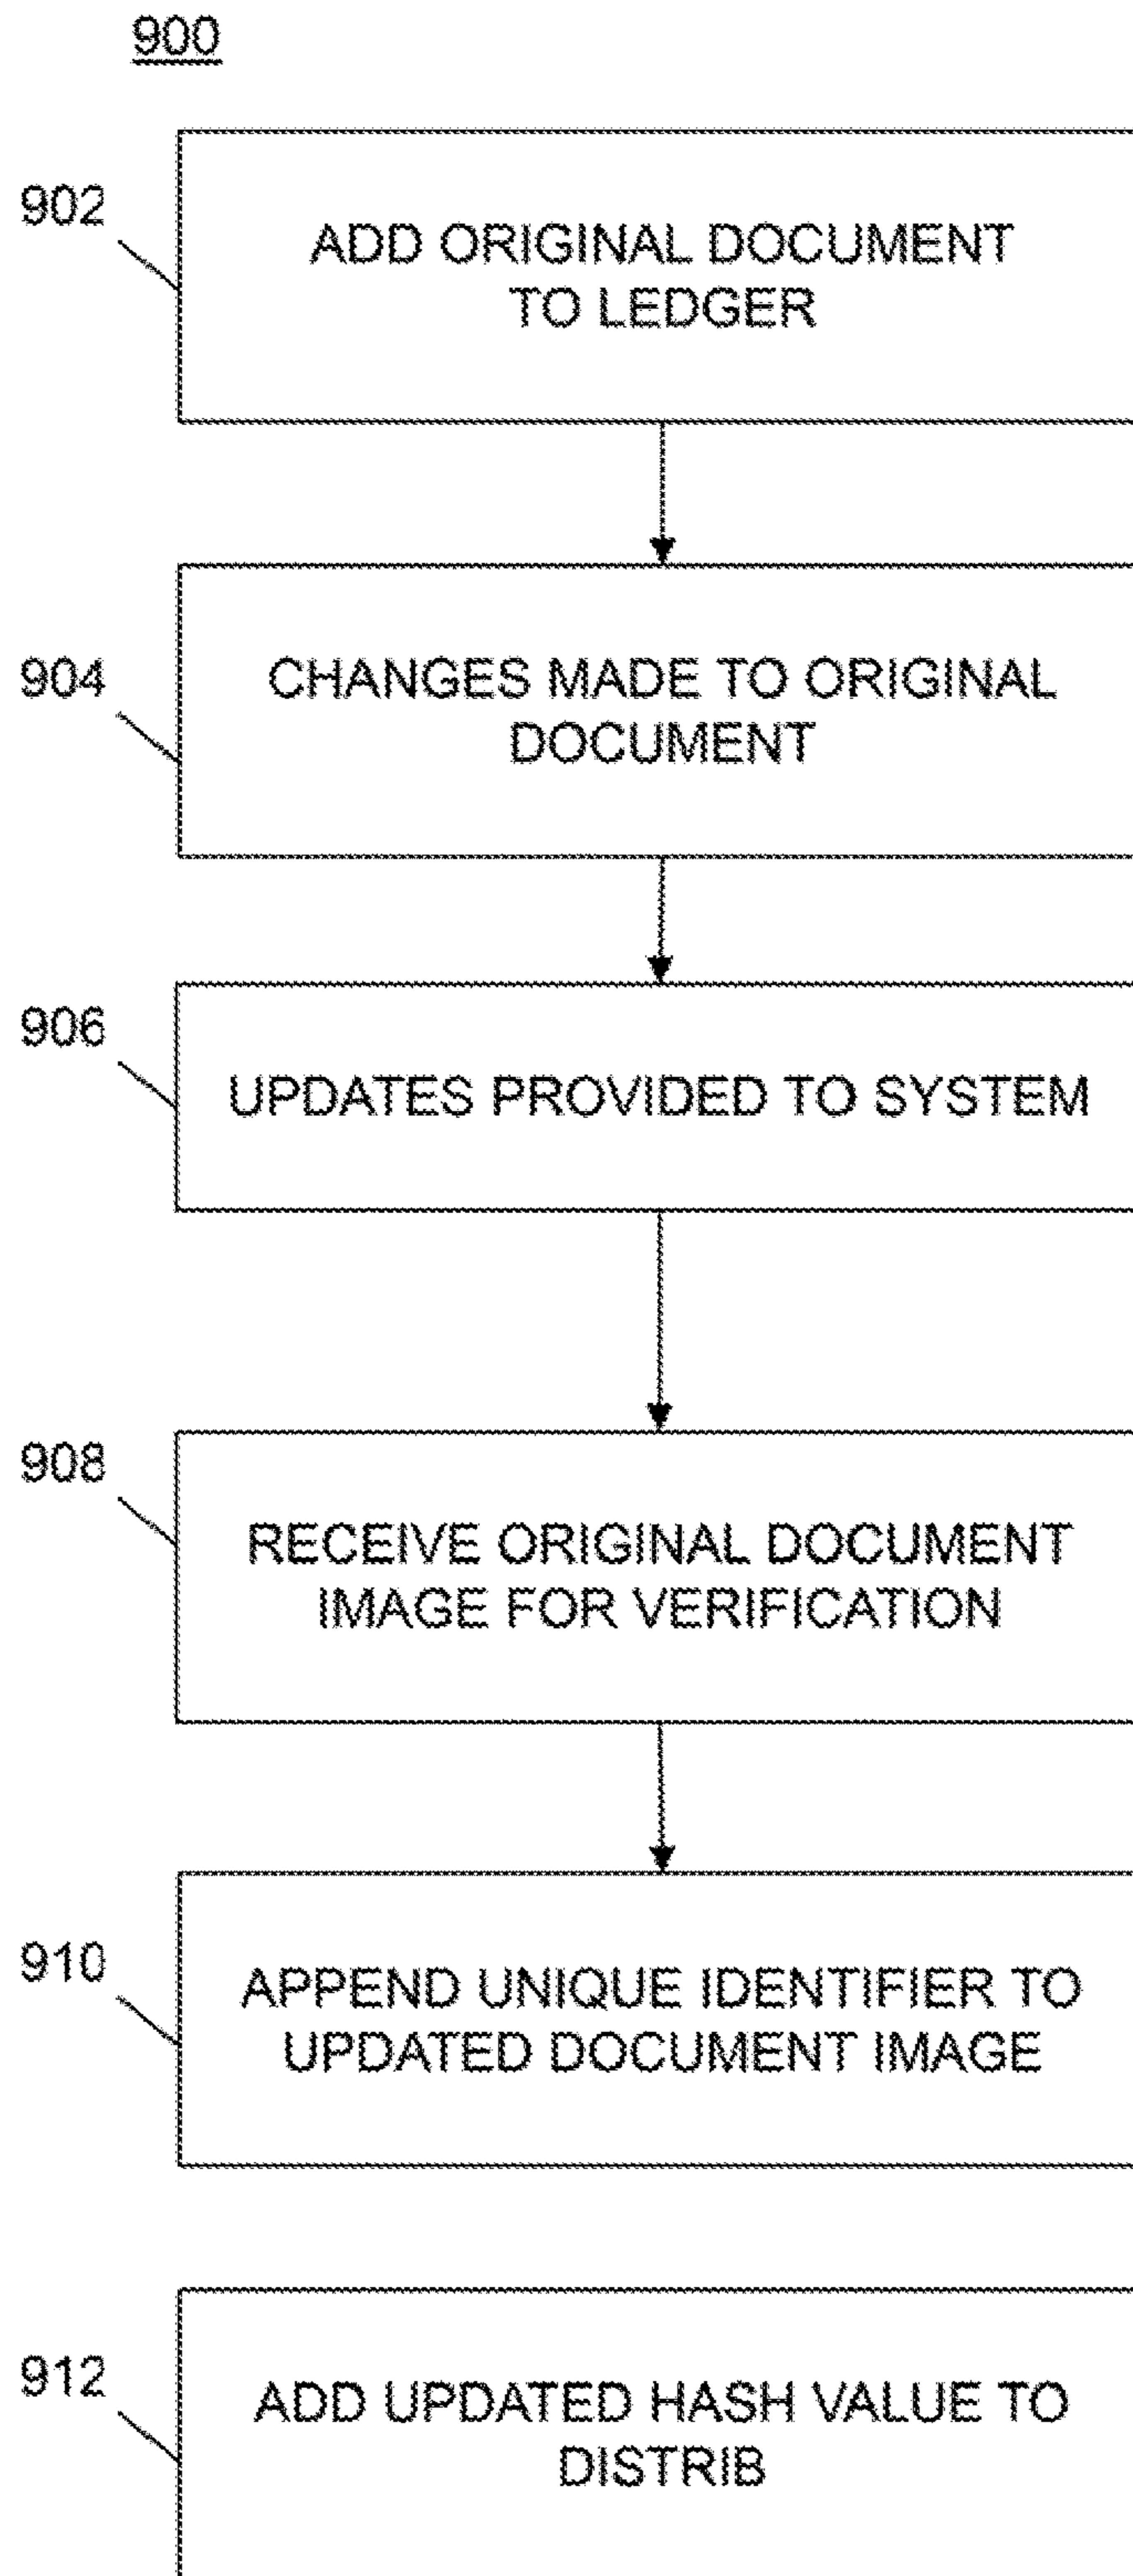 900
902
ADD ORIGINAL DOCUMENT
TO LEDGER
904
CHANGES MADE TO ORIGINAL
DOCUMENT
906
UPDATES PROVIDED TO SYSTEM
908
RECEIVE ORIGINAL DOCUMENT
IMAGE FOR VERIFICATION
910
APPEND UNIQUE IDENTIFIER TO
UPDATED DOCUMENT IMAGE
912
ADD UPDATED HASH VALUE TO
DISTRIB